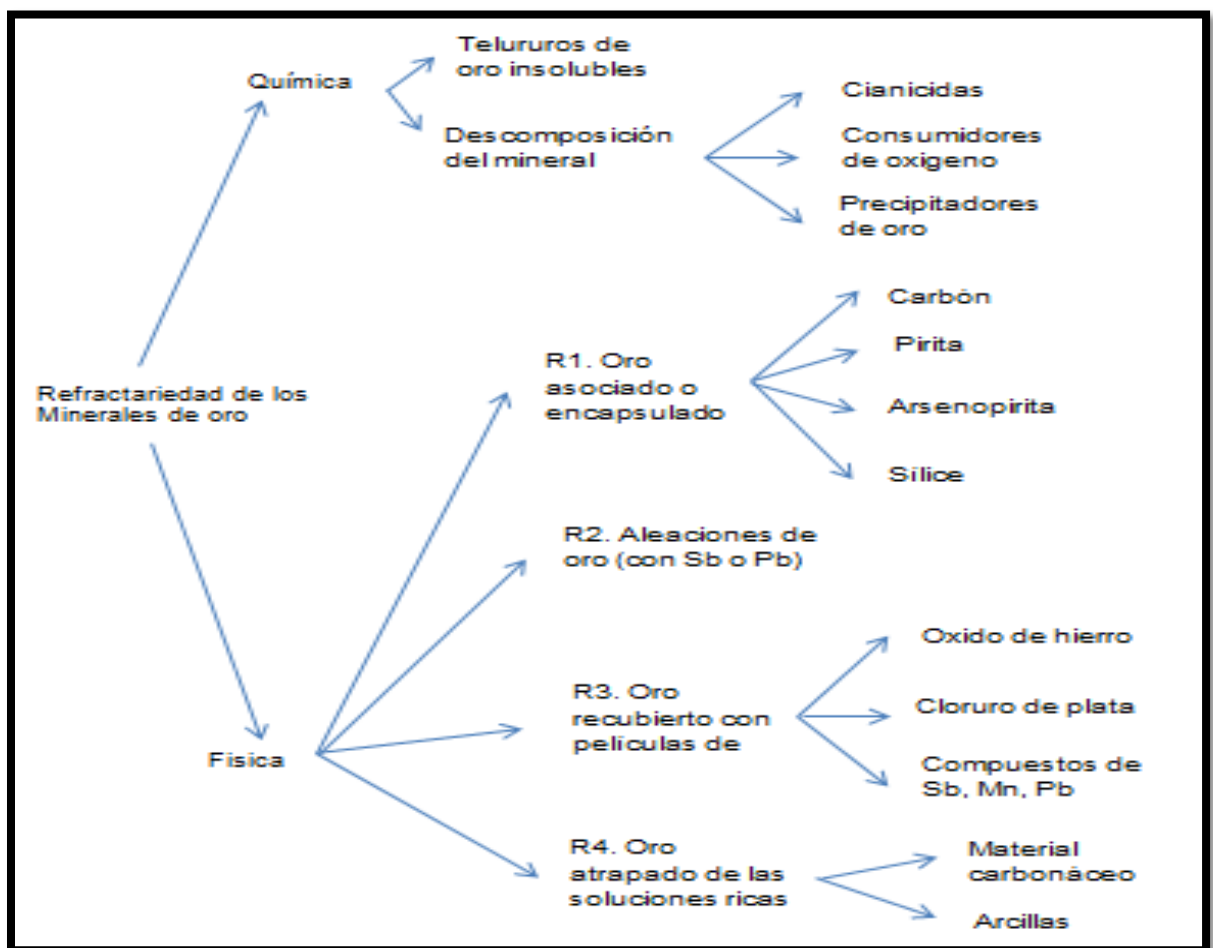 Química
Telururos de
oro insolubles
Descomposición
del mineral
Cianicidas
Consumidores
de oxigeno
Precipitadores
de oro
Refractariedad de los
Minerales de oro
R1. Oro
asociado o
encapsulado
Carbón
Pirita
Arsenopirita
Sílice
R2. Aleaciones de
oro (con Sb o Pb)
Fisica
R3. Oro
recubierto con
películas de
Oxido de hierro
Cloruro de plata
Compuestos de
Sb, Mn, Pb
R4. Oro
atrapado de las
soluciones ricas
Material
carbonáceo
Arcillas